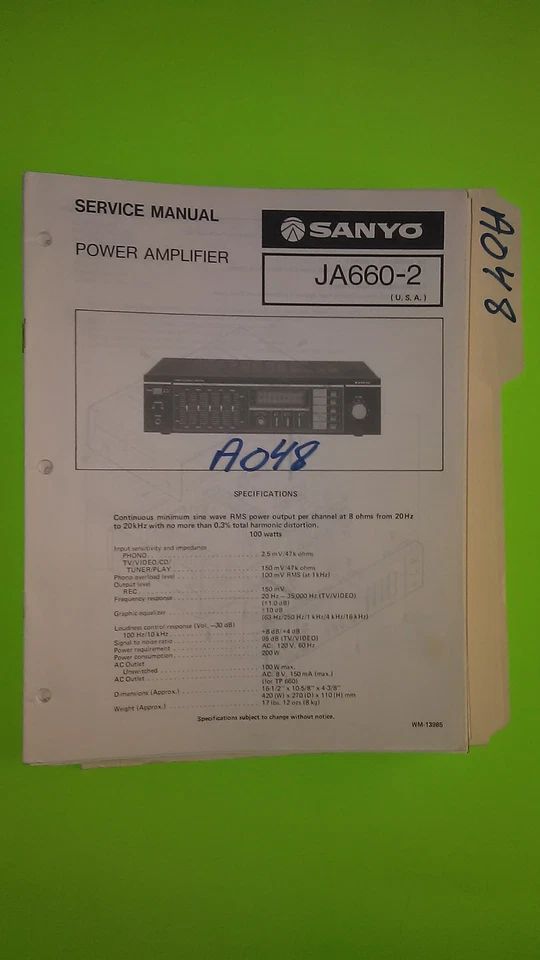 SERVICE MANUAL
SANYO
POWER AMPLIFIER
JA660-2
(U.S.A.)
A048
A048
SPECIFICATIONS
Continuous minimum sine wave RMS power output per channel at 8 ohms from 20 Hz
to 20 kHz with no more than 0.3% total harmonic distortion.
100 watts
Input sensitivity and impedance
PHONO 2.5 mV/47k ohms
TV/VIDEO/CD/
TUNER/PLAY 150 mV/47k ohms
Phono overload level 100 mV RMS (at 1 kHz)
Output level
REC 150 mV
Frequency response 20 Hz – 35,000 Hz (TV/VIDEO)
(±1.0 dB)
Graphic equalizer ±10 dB
(63 Hz/250 Hz/1 kHz/4 kHz/16 kHz)
Loudness control response (Vol. –30 dB)
100 Hz/10 kHz +8 dB/+4 dB
Signal to noise ratio 95 dB (TV/VIDEO)
Power requirement AC: 120 V, 60 Hz
Power consumption 200 W
AC Outlet
Unswitched 100 W max.
AC Outlet AC: 8 V, 150 mA (max.)
(for TP 660)
Dimensions (Approx.) 16-1/2" x 10-5/8" x 4-3/8"
420 (W) x 270 (D) x 110 (H) mm
Weight (Approx.) 17 lbs. 12 ozs (8 kg)
Specifications subject to change without notice.
WM-13985